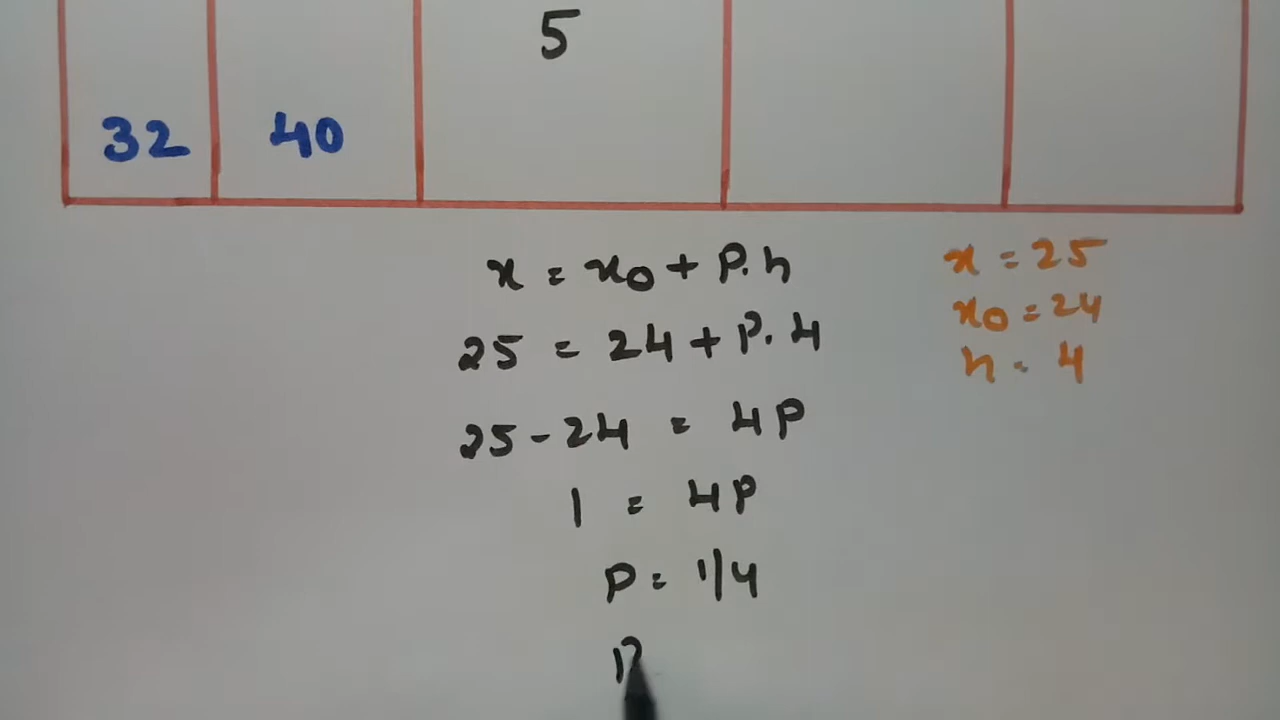 5
32 40
x = x0 + P.h
25 = 24 + P.4
25 - 24 = 4P
1 = 4P
P = 1/4
P
x = 25
x0 = 24
h = 4